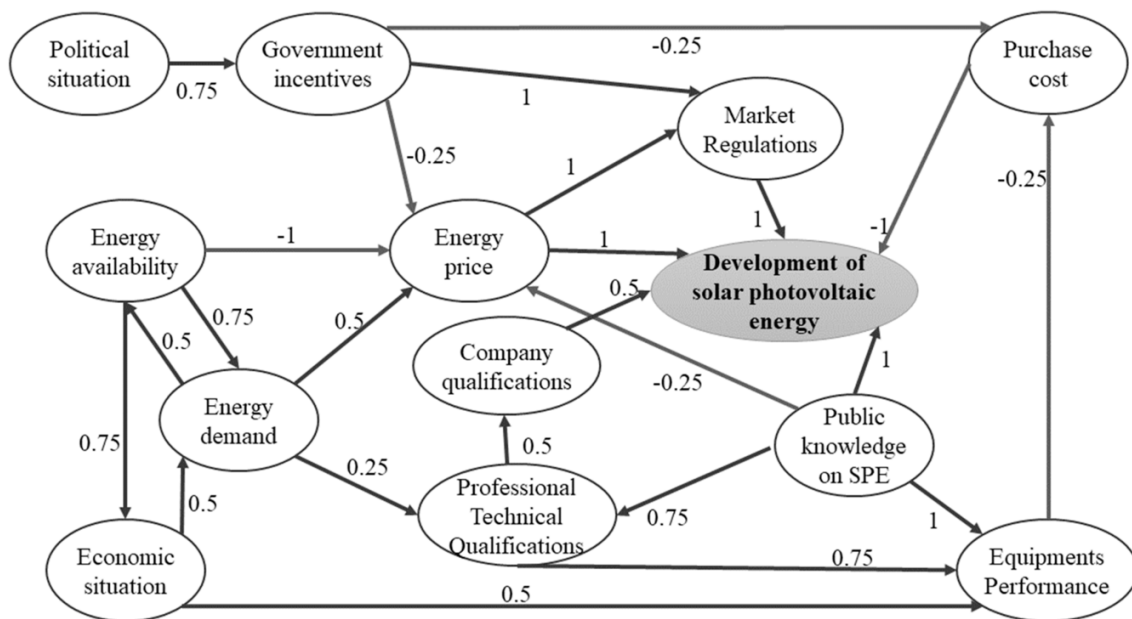 Political
situation
0.75
Government
incentives
-0.25
Purchase
cost
1
Market
Regulations
-0.25
1
-0.25
Energy
availability
-1
Energy
price
1
1
-1
Development of
solar photovoltaic
energy
0.75
0.5
0.5
0.5
Company
qualifications
-0.25
1
Energy
demand
0.75
Public
knowledge
on SPE
0.5
0.25
0.5
Professional
Technical
Qualifications
0.75
1
Economic
situation
0.75
Equipments
Performance
0.5